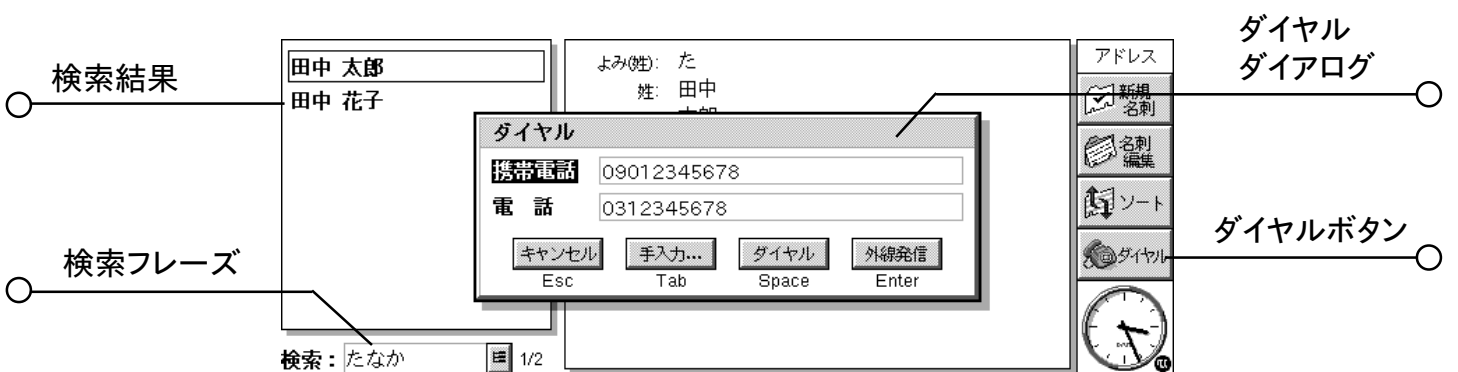 検索結果
検索フレーズ
田中 太郎
田中 花子
よみ(姓): た
姓: 田中
ダイヤル
携帯電話 09012345678
電 話 0312345678
キャンセル 手入力... ダイヤル 外線発信
Esc Tab Space Enter
検索: たなか 1/2
アドレス
新規
名刺
名刺
編集
ソート
ダイヤル
ダイヤル
ダイアログ
ダイヤルボタン